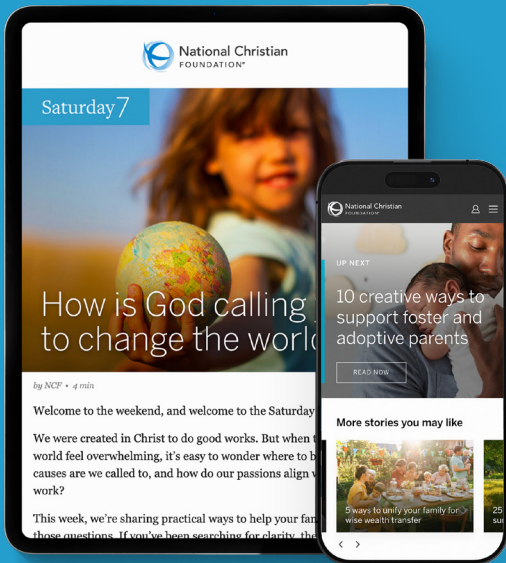 National Christian
FOUNDATION
Saturday 7
How is God calling
to change the world
by NCF • 4 min
Welcome to the weekend, and welcome to the Saturday
We were created in Christ to do good works. But when
world feel overwhelming, it's easy to wonder where to
causes are we called to, and how do our passions align
work?
This week, we're sharing practical ways to help your
those questions. If you've been searching for clarity,
National Christian
FOUNDATION
UP NEXT
10 creative ways to
support foster and
adoptive parents
READ NOW
More stories you may like
5 ways to unify your family for
wise wealth transfer
25